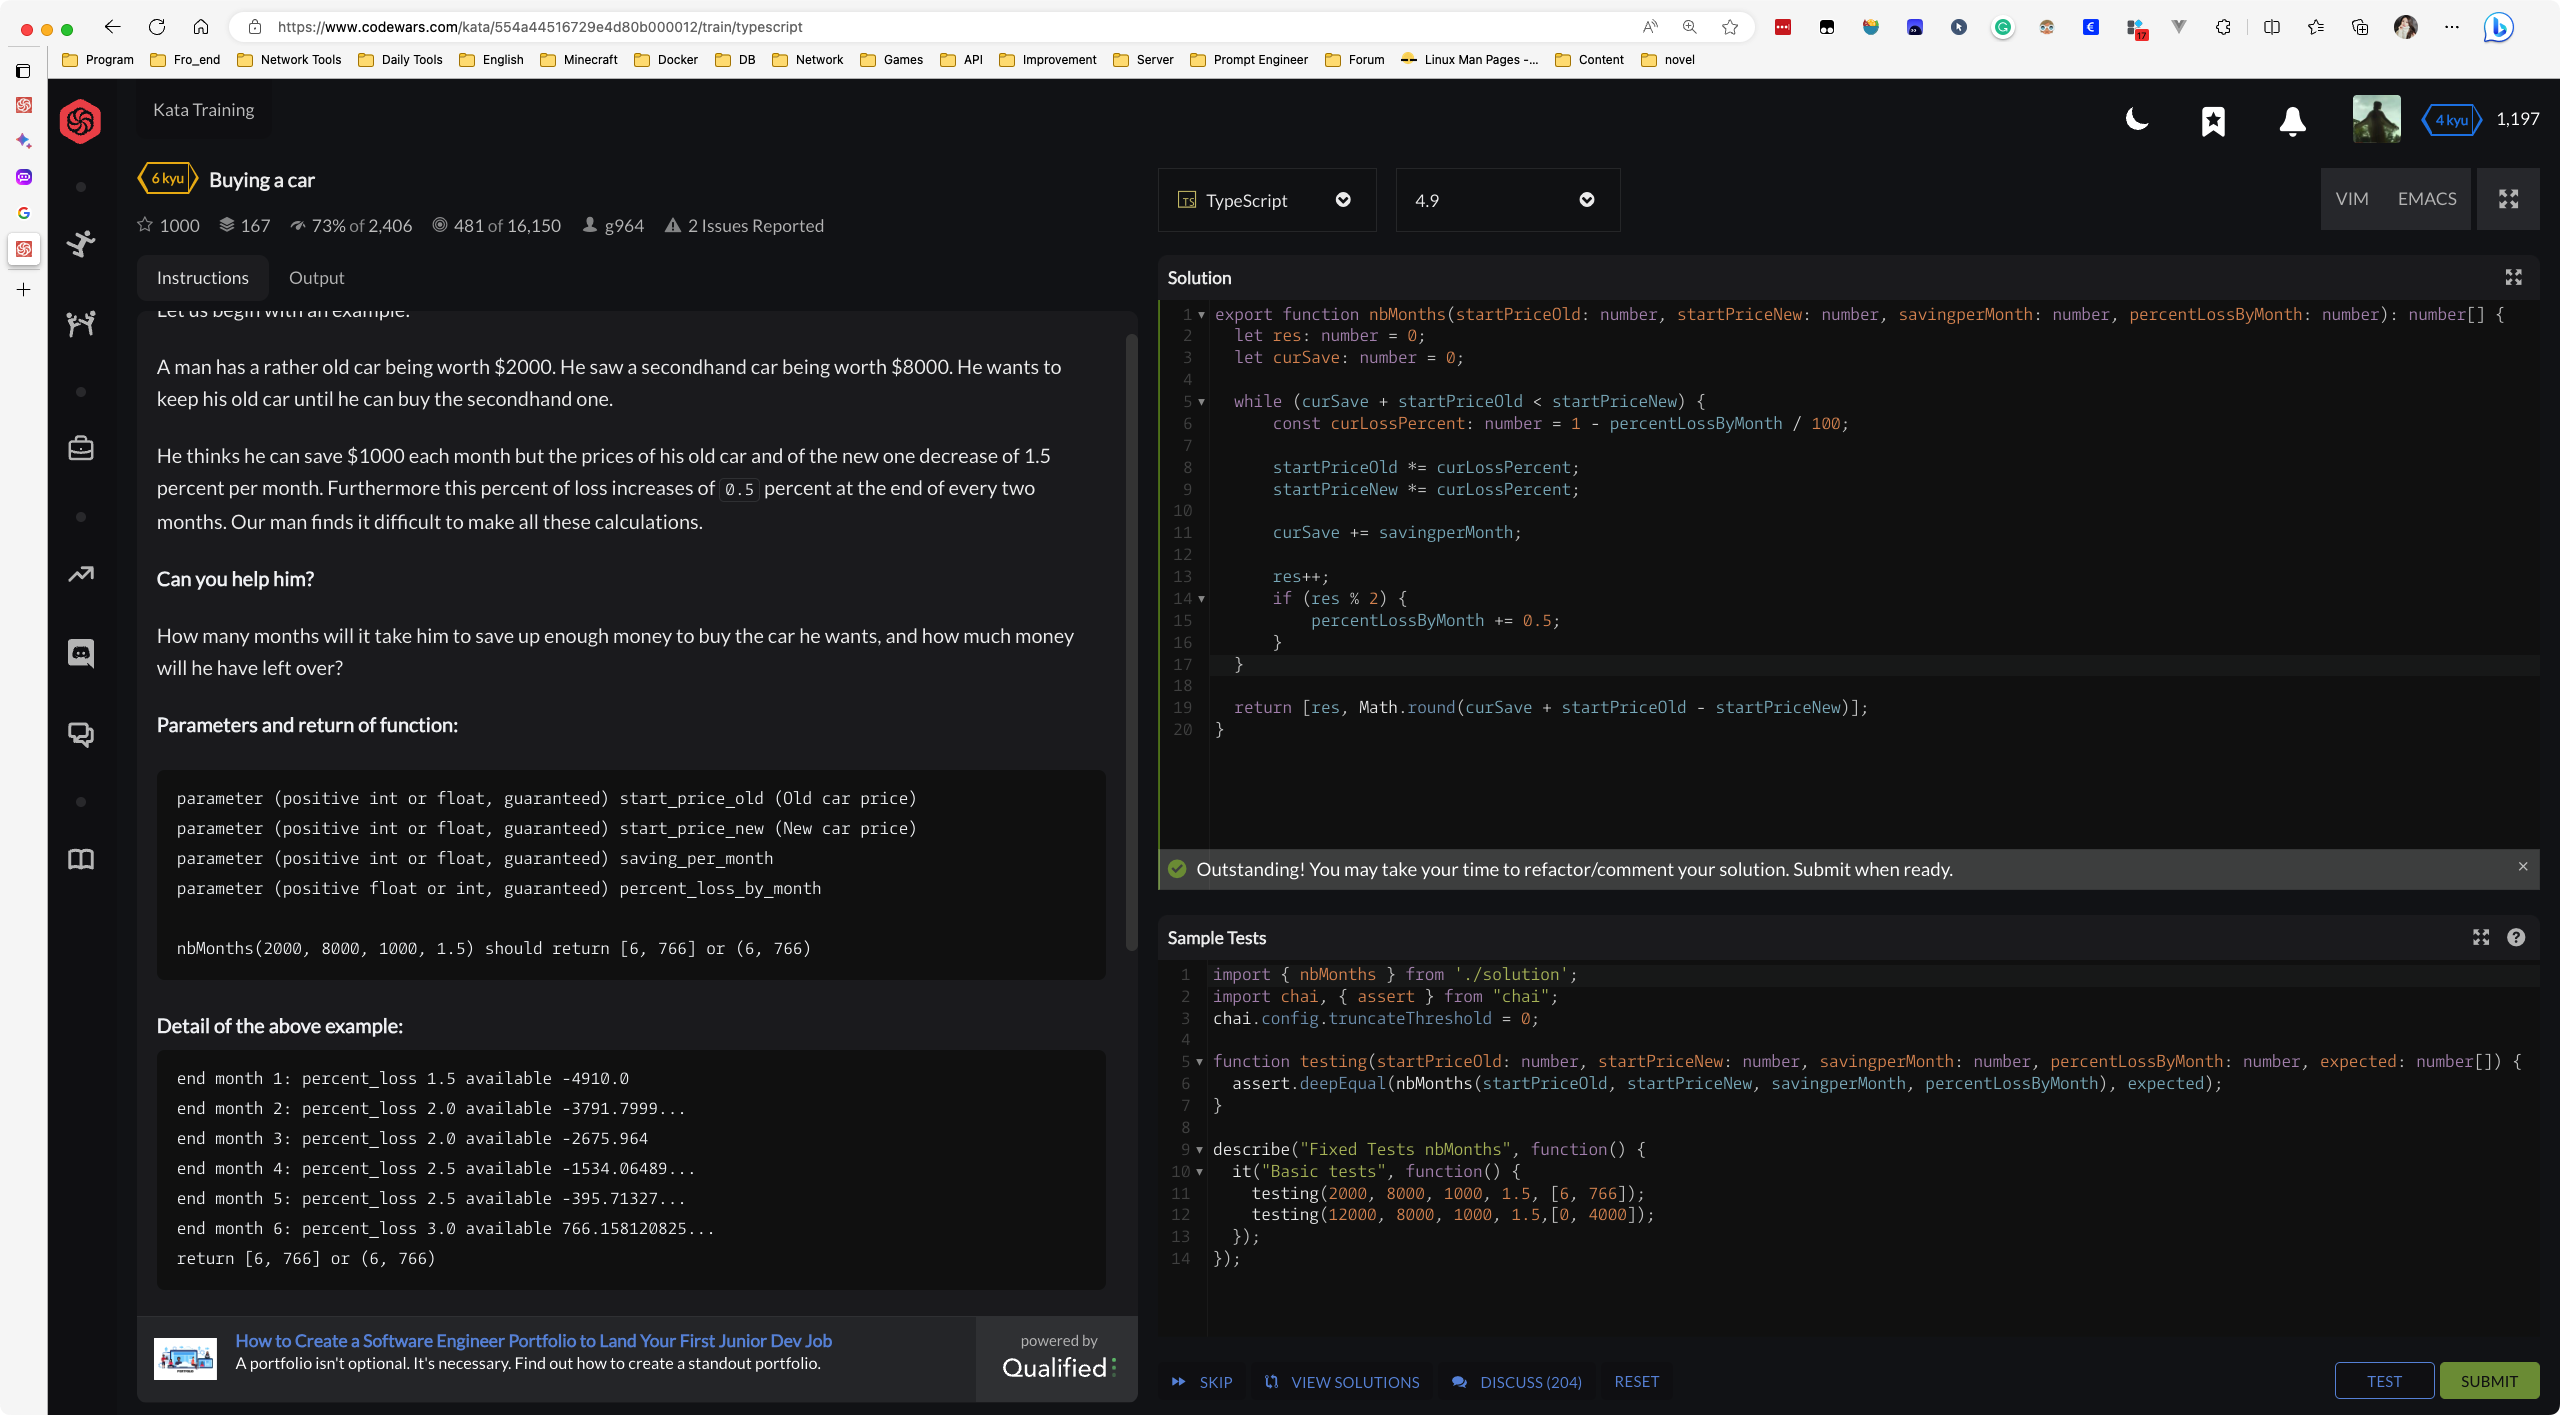 https://www.codewars.com/kata/554a44516729e4d80b000012/train/typescript
17
Program Fro_end Network Tools Daily Tools English Minecraft Docker DB Network Games API Improvement Server Prompt Engineer Forum Linux Man Pages -... Content novel
Kata Training
4 kyu 1,197
6 kyu Buying a car
1000 167 73% of 2,406 481 of 16,150 g964 2 Issues Reported
Instructions Output
Let us begin with an example:
A man has a rather old car being worth $2000. He saw a secondhand car being worth $8000. He wants to
keep his old car until he can buy the secondhand one.
He thinks he can save $1000 each month but the prices of his old car and of the new one decrease of 1.5
percent per month. Furthermore this percent of loss increases of 0.5 percent at the end of every two
months. Our man finds it difficult to make all these calculations.
Can you help him?
How many months will it take him to save up enough money to buy the car he wants, and how much money
will he have left over?
Parameters and return of function:
parameter (positive int or float, guaranteed) start_price_old (Old car price)
parameter (positive int or float, guaranteed) start_price_new (New car price)
parameter (positive int or float, guaranteed) saving_per_month
parameter (positive float or int, guaranteed) percent_loss_by_month
nbMonths(2000, 8000, 1000, 1.5) should return [6, 766] or (6, 766)
Detail of the above example:
end month 1: percent_loss 1.5 available -4910.0
end month 2: percent_loss 2.0 available -3791.7999...
end month 3: percent_loss 2.0 available -2675.964
end month 4: percent_loss 2.5 available -1534.06489...
end month 5: percent_loss 2.5 available -395.71327...
end month 6: percent_loss 3.0 available 766.158120825...
return [6, 766] or (6, 766)
How to Create a Software Engineer Portfolio to Land Your First Junior Dev Job
A portfolio isn't optional. It's necessary. Find out how to create a standout portfolio.
powered by
Qualified
TS TypeScript 4.9 VIM EMACS
Solution
1 export function nbMonths(startPriceOld: number, startPriceNew: number, savingperMonth: number, percentLossByMonth: number): number[] {
2 let res: number = 0;
3 let curSave: number = 0;
4
5 while (curSave + startPriceOld < startPriceNew) {
6 const curLossPercent: number = 1 - percentLossByMonth / 100;
7
8 startPriceOld *= curLossPercent;
9 startPriceNew *= curLossPercent;
10
11 curSave += savingperMonth;
12
13 res++;
14 if (res % 2) {
15 percentLossByMonth += 0.5;
16 }
17 }
18
19 return [res, Math.round(curSave + startPriceOld - startPriceNew)];
20 }
Outstanding! You may take your time to refactor/comment your solution. Submit when ready.
Sample Tests
1 import { nbMonths } from './solution';
2 import chai, { assert } from "chai";
3 chai.config.truncateThreshold = 0;
4
5 function testing(startPriceOld: number, startPriceNew: number, savingperMonth: number, percentLossByMonth: number, expected: number[]) {
6 assert.deepEqual(nbMonths(startPriceOld, startPriceNew, savingperMonth, percentLossByMonth), expected);
7 }
8
9 describe("Fixed Tests nbMonths", function() {
10 it("Basic tests", function() {
11 testing(2000, 8000, 1000, 1.5, [6, 766]);
12 testing(12000, 8000, 1000, 1.5,[0, 4000]);
13 });
14 });
SKIP VIEW SOLUTIONS DISCUSS (204) RESET TEST SUBMIT